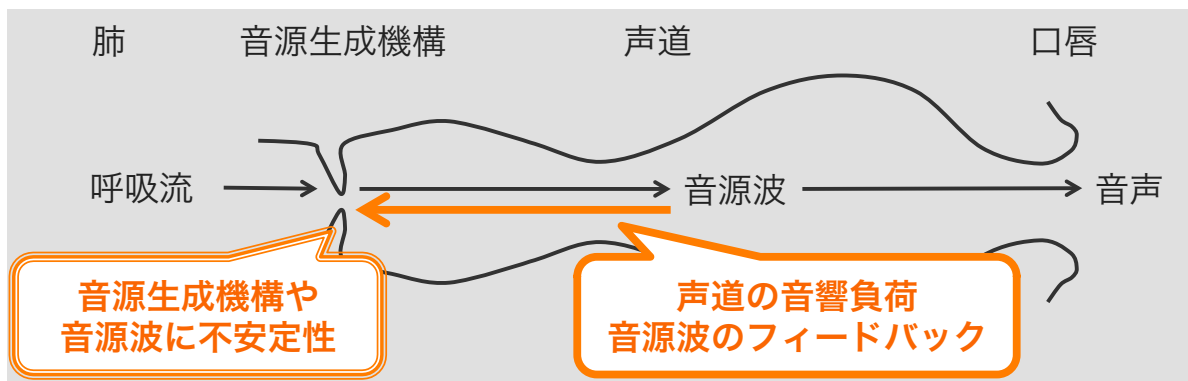 肺 音源生成機構 声道 口唇
呼吸流 音源波 音声
音源生成機構や
音源波に不安定性
声道の音響負荷
音源波のフィードバック